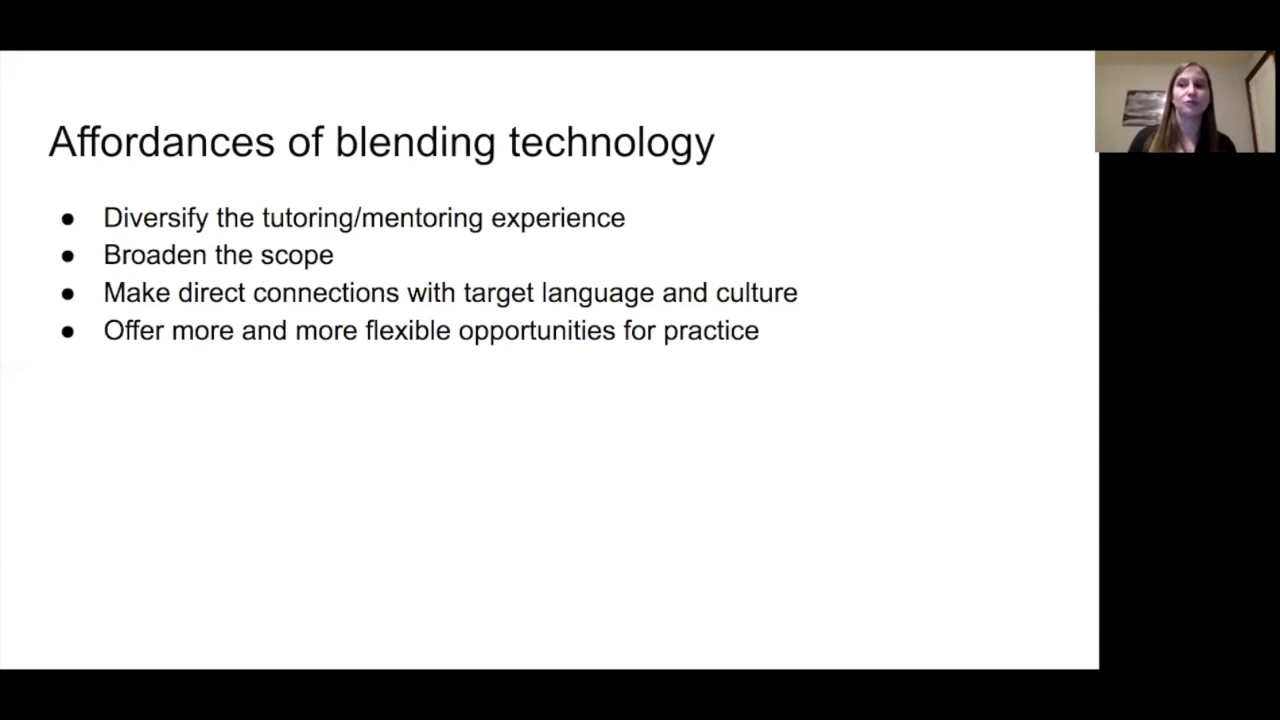 Affordances of blending technology
● Diversify the tutoring/mentoring experience
● Broaden the scope
● Make direct connections with target language and culture
● Offer more and more flexible opportunities for practice